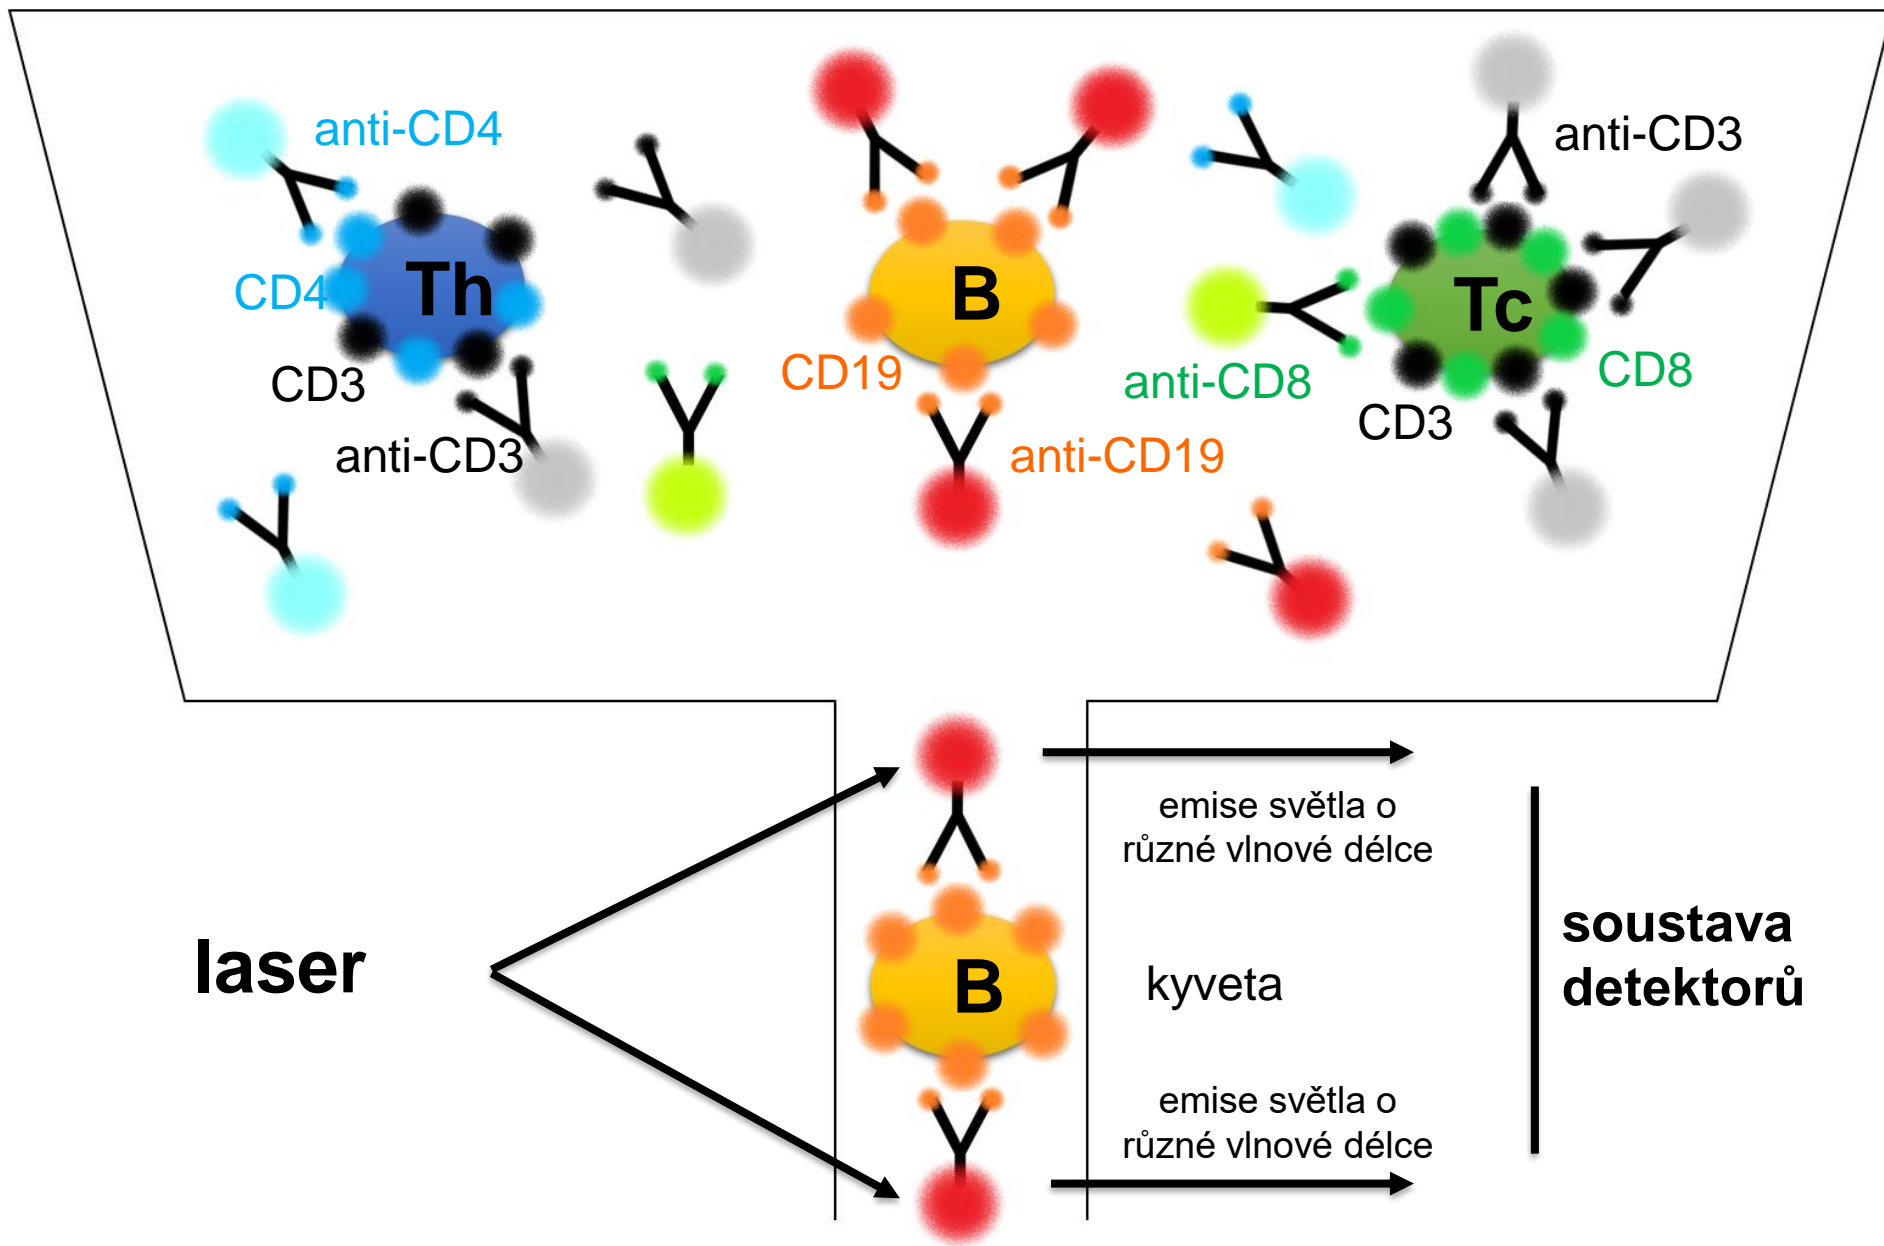 anti-CD4
anti-CD3
Th
B
Tc
CD4
CD3
CD19
anti-CD8
CD8
CD3
anti-CD3
anti-CD19
emise světla o
různé vlnové délce
laser
B
kyveta
soustava
detektorů
emise světla o
různé vlnové délce